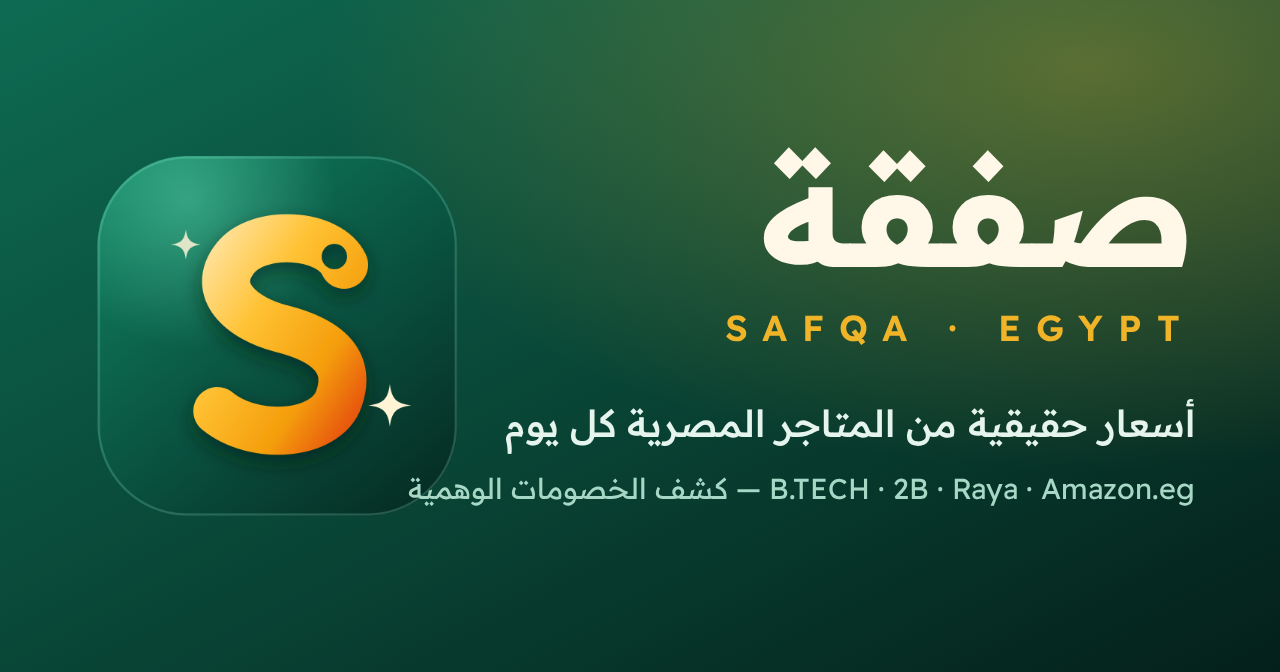 صفقة
SAFQA · EGYPT
أسعار حقيقية من المتاجر المصرية كل يوم
Amazon.eg · Raya · 2B · B.TECH — كشف الخصومات الوهمية